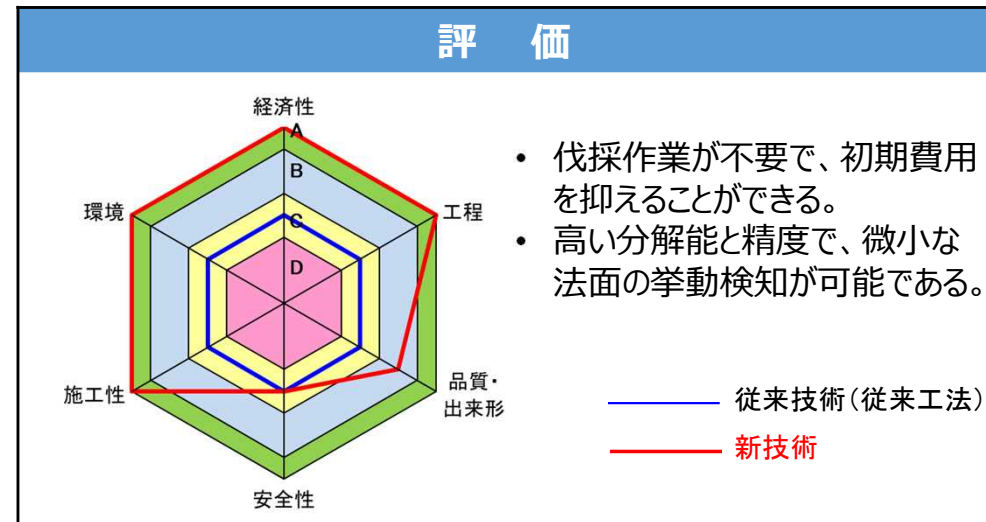 評 価
経済性
A
B
C
D
環境
工程
施工性
品質・
出来形
安全性
• 伐採作業が不要で、初期費用
を抑えることができる。
• 高い分解能と精度で、微小な
法面の挙動検知が可能である。
従来技術(従来工法)
新技術